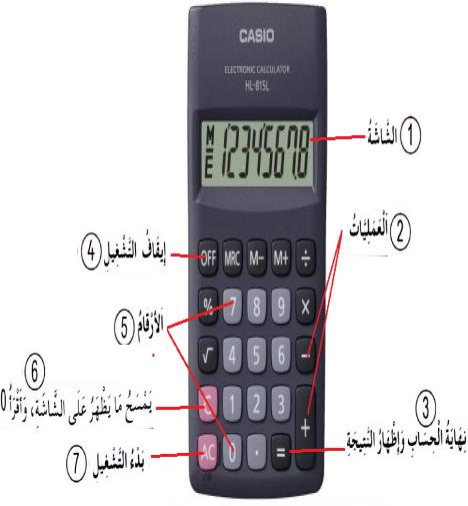 CASIO
ELECTRONIC CALCULATOR
HL-815L
M
E
12345678
1 الشَّاشَةُ
2 اَلْعَمَلِيَّاتُ
4 إِيقَافُ التَّشْغِيلِ
OFF MRC M− M+ ÷
5 اَلْأَرْقَامُ
% 7 8 9 ×
√ 4 5 6 −
6
يَمْسَحُ مَا يَظْهَرُ عَلَى الشَّاشَةِ، وَأَقْرَأُ 0
C 1 2 3 +
3
نِهَايَةُ الْحِسَابِ وَإِظْهَارُ النَّتِيجَةِ
7 بَدْءُ التَّشْغِيلِ
AC 0 · =